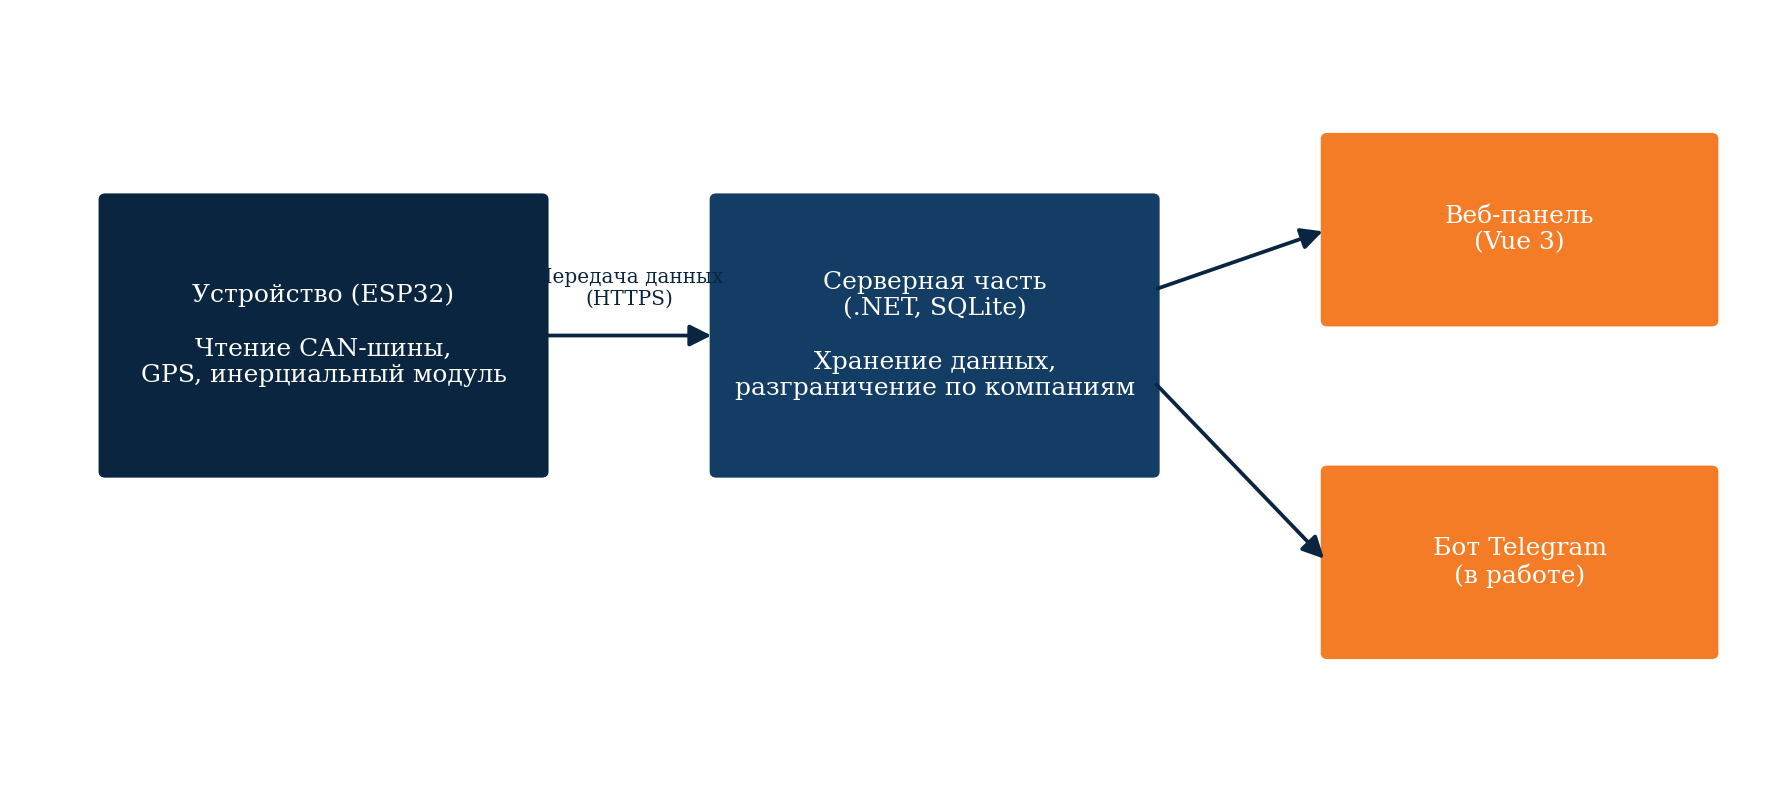 Устройство (ESP32)
Чтение CAN-шины,
GPS, инерциальный модуль
Передача данных
(HTTPS)
Серверная часть
(.NET, SQLite)
Хранение данных,
разграничение по компаниям
Веб-панель
(Vue 3)
Бот Telegram
(в работе)